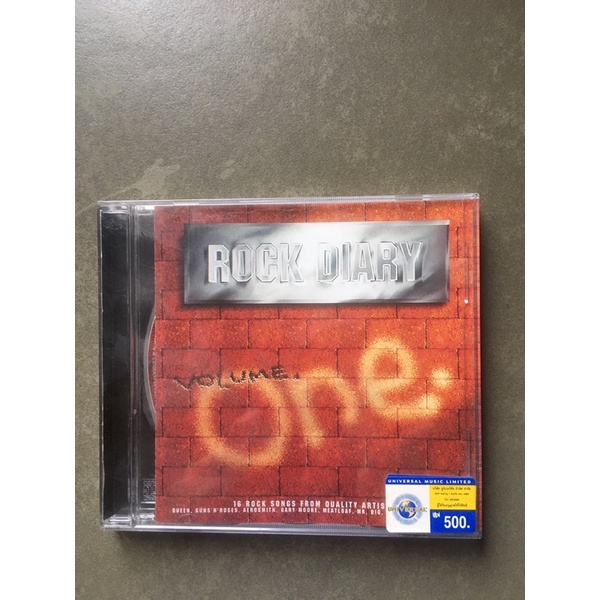 ROCK DIARY
VOLUME.
One.
16 ROCK SONGS FROM QUALITY ARTIS
QUEEN, GUNS'N'ROSES, AEROSMITH, GARY MOORE, MEATLOAF, MR. BIG,
UNIVERSAL MUSIC LIMITED
UNIVERSAL
500.